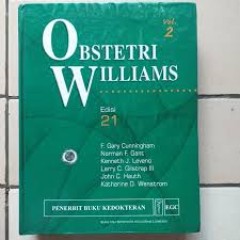 OBSTETRI
Vol. 2
WILLIAMS
Edisi
21
F. Gary Cunningham
Norman F. Gant
Kenneth J. Leveno
Larry C. Gilstrap III
John C. Hauth
Katharine D. Wenstrom
PENERBIT BUKU KEDOKTERAN
EGC